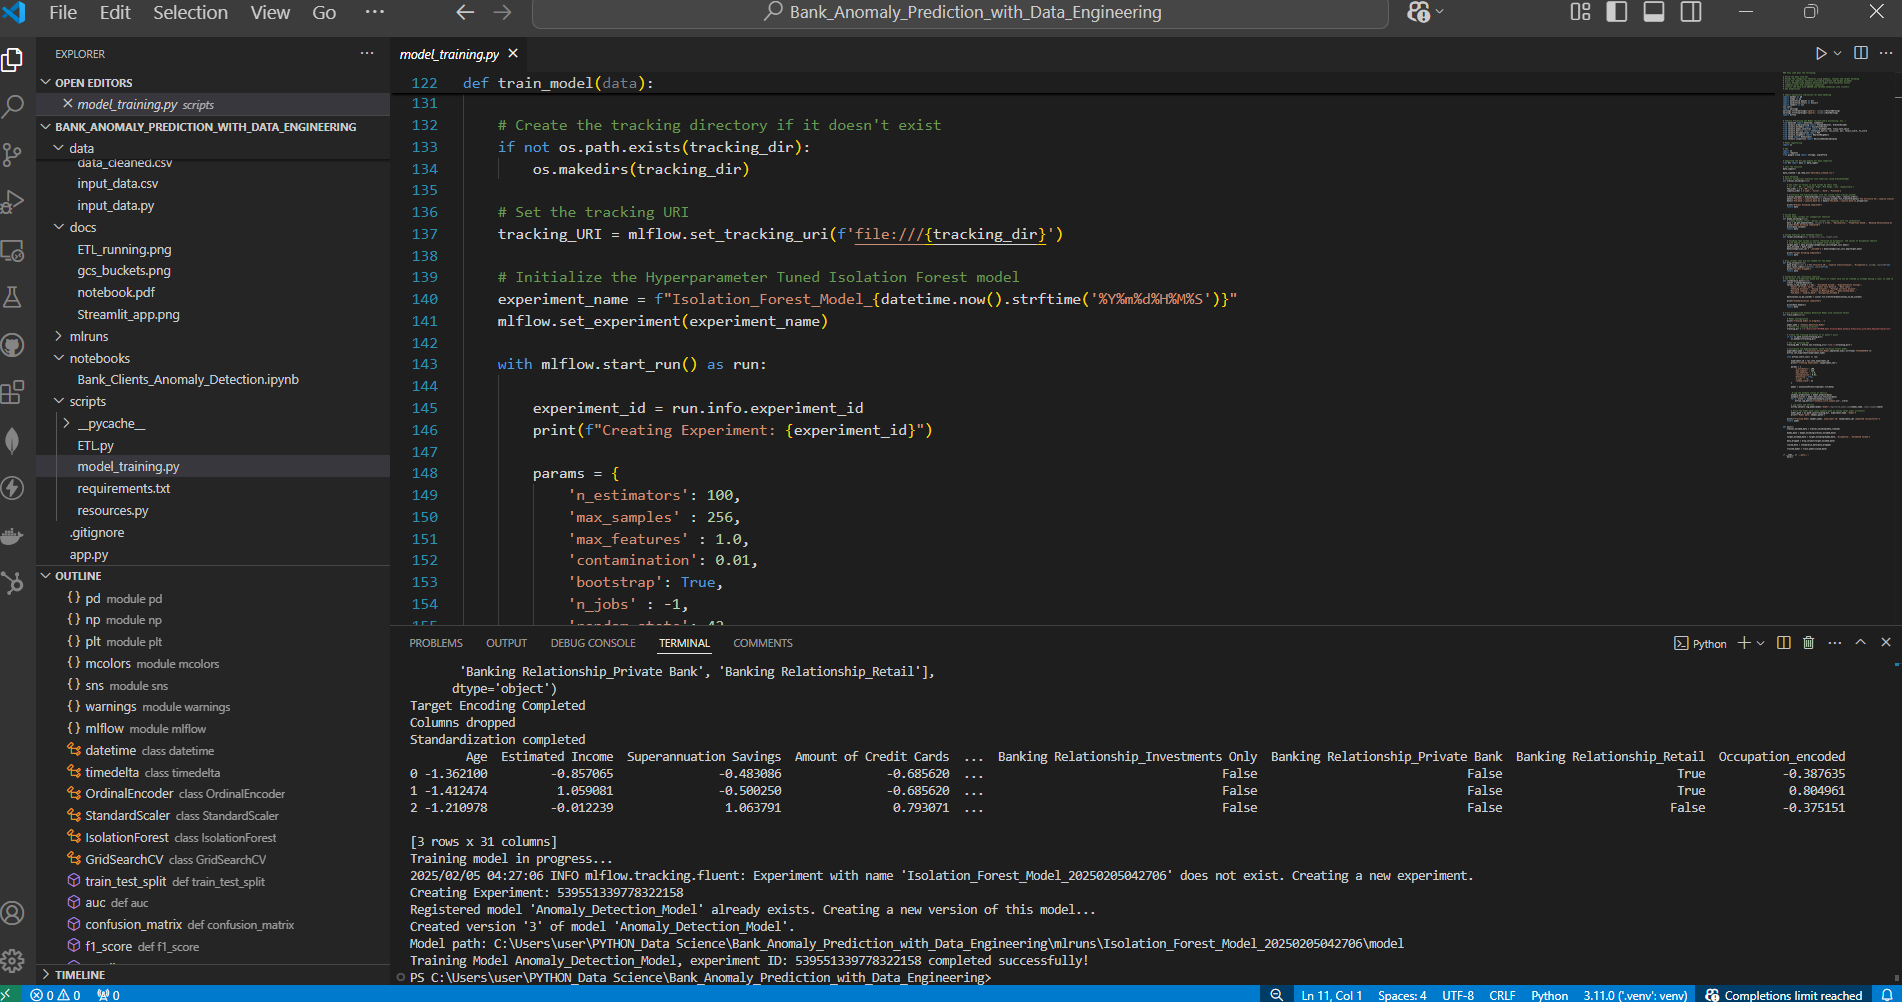 File Edit Selection View Go ··· Bank_Anomaly_Prediction_with_Data_Engineering
EXPLORER
OPEN EDITORS
model_training.py scripts
BANK_ANOMALY_PREDICTION_WITH_DATA_ENGINEERING
data
data_cleaned.csv
input_data.csv
input_data.py
docs
ETL_running.png
gcs_buckets.png
notebook.pdf
Streamlit_app.png
mlruns
notebooks
Bank_Clients_Anomaly_Detection.ipynb
scripts
__pycache__
ETL.py
model_training.py
requirements.txt
resources.py
.gitignore
app.py
OUTLINE
{} pd module pd
{} np module np
{} plt module plt
{} mcolors module mcolors
{} sns module sns
{} warnings module warnings
{} mlflow module mlflow
datetime class datetime
timedelta class timedelta
OrdinalEncoder class OrdinalEncoder
StandardScaler class StandardScaler
IsolationForest class IsolationForest
GridSearchCV class GridSearchCV
train_test_split def train_test_split
auc def auc
confusion_matrix def confusion_matrix
f1_score def f1_score
TIMELINE
model_training.py
122 def train_model(data):
131
132 # Create the tracking directory if it doesn't exist
133 if not os.path.exists(tracking_dir):
134 os.makedirs(tracking_dir)
135
136 # Set the tracking URI
137 tracking_URI = mlflow.set_tracking_uri(f'file:///{tracking_dir}')
138
139 # Initialize the Hyperparameter Tuned Isolation Forest model
140 experiment_name = f"Isolation_Forest_Model_{datetime.now().strftime('%Y%m%d%H%M%S')}"
141 mlflow.set_experiment(experiment_name)
142
143 with mlflow.start_run() as run:
144
145 experiment_id = run.info.experiment_id
146 print(f"Creating Experiment: {experiment_id}")
147
148 params = {
149 'n_estimators': 100,
150 'max_samples' : 256,
151 'max_features' : 1.0,
152 'contamination': 0.01,
153 'bootstrap': True,
154 'n_jobs' : -1,
155 'random_state': 42
PROBLEMS OUTPUT DEBUG CONSOLE TERMINAL COMMENTS Python
'Banking Relationship_Private Bank', 'Banking Relationship_Retail'],
dtype='object')
Target Encoding Completed
Columns dropped
Standardization completed
Age Estimated Income Superannuation Savings Amount of Credit Cards ... Banking Relationship_Investments Only Banking Relationship_Private Bank Banking Relationship_Retail Occupation_encoded
0 -1.362100 -0.857065 -0.483086 -0.685620 ... False False True -0.387635
1 -1.412474 1.059081 -0.500250 -0.685620 ... False False True 0.804961
2 -1.210978 -0.012239 1.063791 0.793071 ... False False False -0.375151
[3 rows x 31 columns]
Training model in progress...
2025/02/05 04:27:06 INFO mlflow.tracking.fluent: Experiment with name 'Isolation_Forest_Model_20250205042706' does not exist. Creating a new experiment.
Creating Experiment: 539551339778322158
Registered model 'Anomaly_Detection_Model' already exists. Creating a new version of this model...
Created version '3' of model 'Anomaly_Detection_Model'.
Model path: C:\Users\user\PYTHON_Data Science\Bank_Anomaly_Prediction_with_Data_Engineering\mlruns\Isolation_Forest_Model_20250205042706\model
Training Model Anomaly_Detection_Model, experiment ID: 539551339778322158 completed successfully!
PS C:\Users\user\PYTHON_Data Science\Bank_Anomaly_Prediction_with_Data_Engineering>
0 0 0 Ln 11, Col 1 Spaces: 4 UTF-8 CRLF Python 3.11.0 ('.venv': venv) Completions limit reached